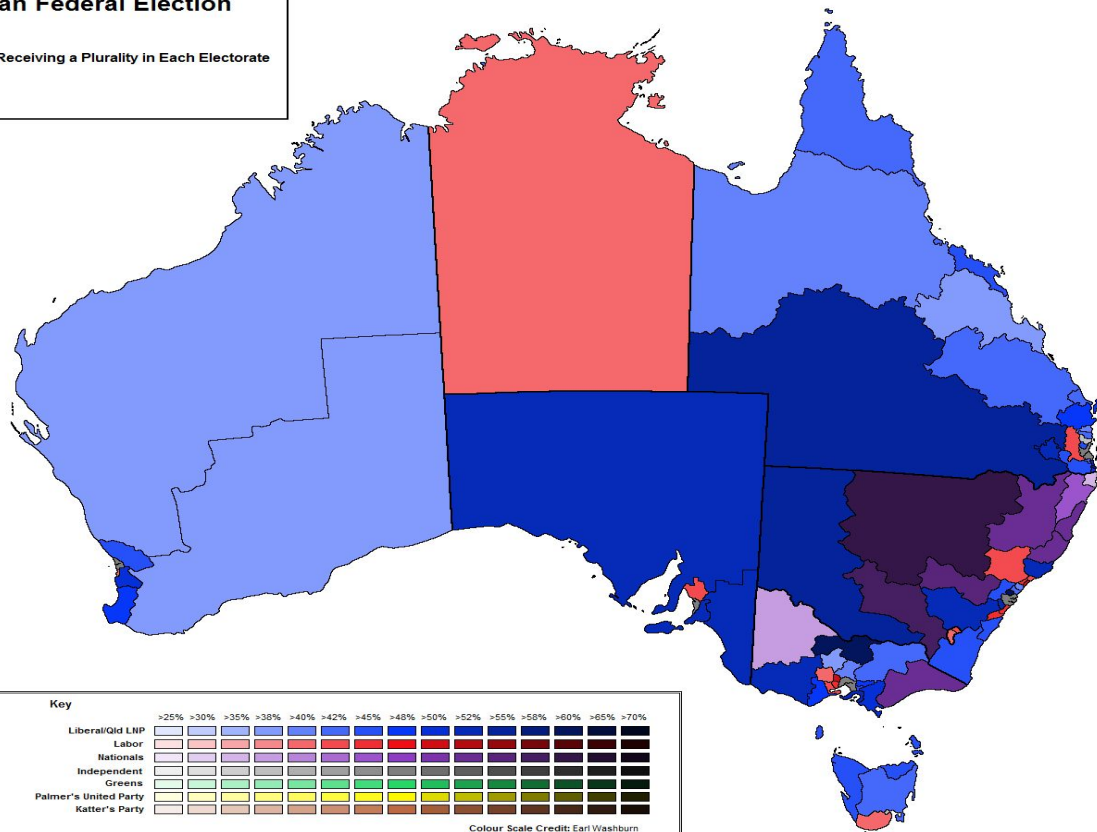 an Federal Election
Receiving a Plurality in Each Electorate
Key
>25% >30% >35% >38% >40% >42% >45% >48% >50% >52% >55% >58% >60% >65% >70%
Liberal/Qld LNP
Labor
Nationals
Independent
Greens
Palmer's United Party
Katter's Party
Colour Scale Credit: Earl Washburn